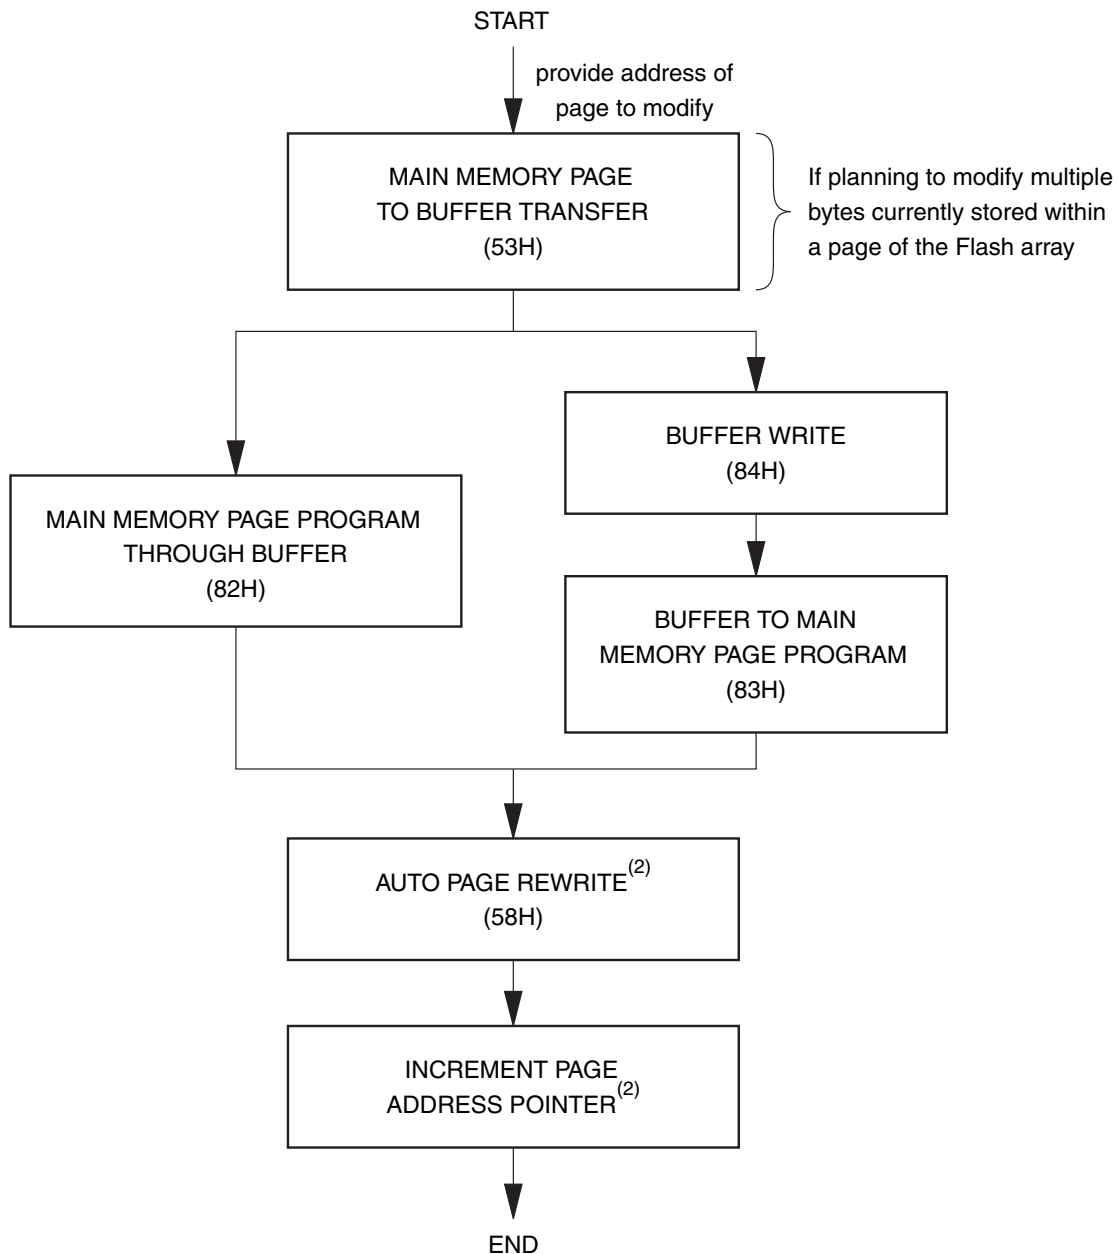 START
provide address of
page to modify
MAIN MEMORY PAGE
TO BUFFER TRANSFER
(53H)
If planning to modify multiple
bytes currently stored within
a page of the Flash array
BUFFER WRITE
(84H)
MAIN MEMORY PAGE PROGRAM
THROUGH BUFFER
(82H)
BUFFER TO MAIN
MEMORY PAGE PROGRAM
(83H)
AUTO PAGE REWRITE(2)
(58H)
INCREMENT PAGE
ADDRESS POINTER(2)
END